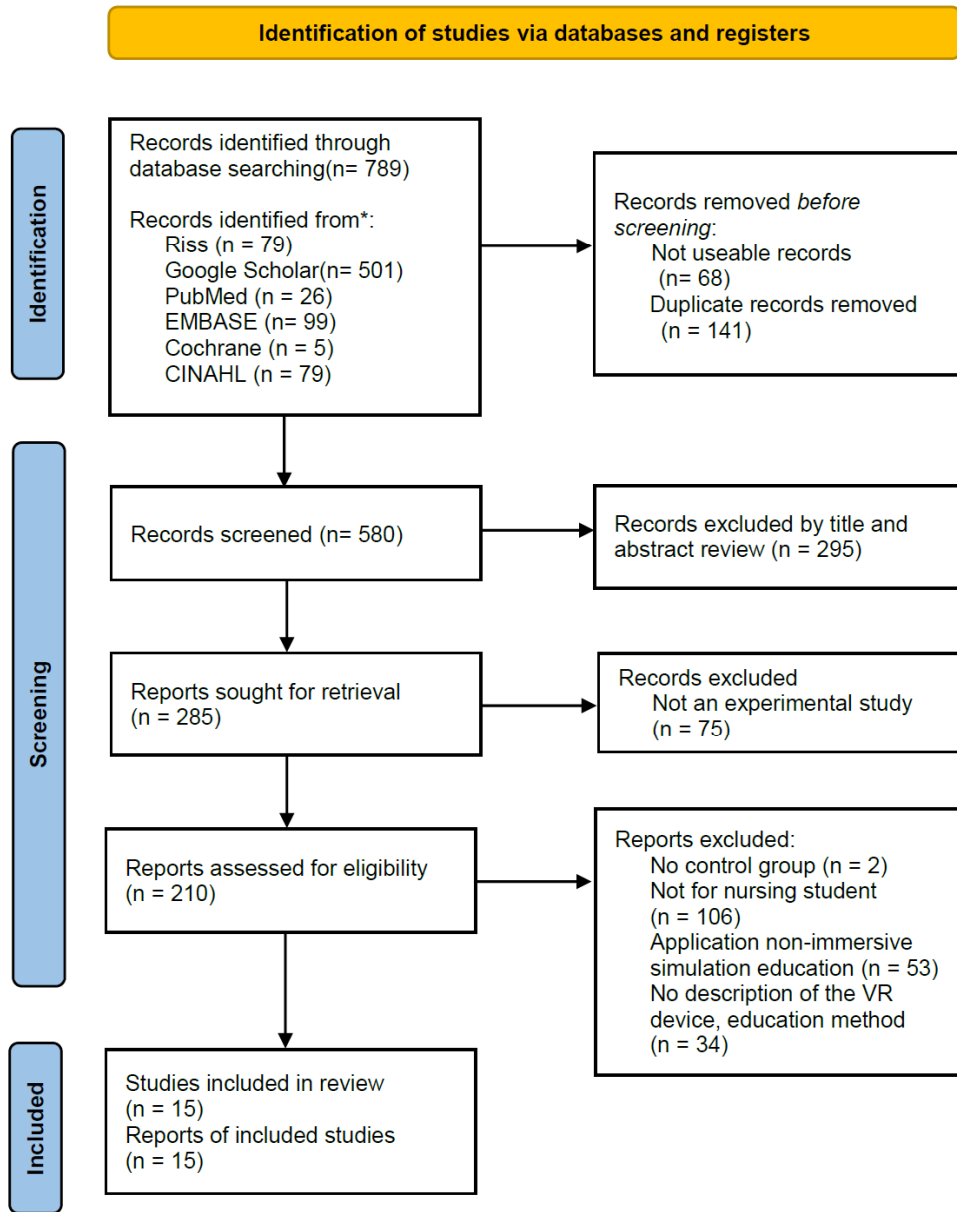 Identification of studies via databases and registers
Identification
Records identified through
database searching(n= 789)
Records identified from*:
Riss (n = 79)
Google Scholar(n= 501)
PubMed (n = 26)
EMBASE (n= 99)
Cochrane (n = 5)
CINAHL (n = 79)
Records removed before
screening:
Not useable records
(n= 68)
Duplicate records removed
(n = 141)
Screening
Records screened (n= 580)
Records excluded by title and
abstract review (n = 295)
Reports sought for retrieval
(n = 285)
Records excluded
Not an experimental study
(n = 75)
Reports assessed for eligibility
(n = 210)
Reports excluded:
No control group (n = 2)
Not for nursing student
(n = 106)
Application non-immersive
simulation education (n = 53)
No description of the VR
device, education method
(n = 34)
Included
Studies included in review
(n = 15)
Reports of included studies
(n = 15)